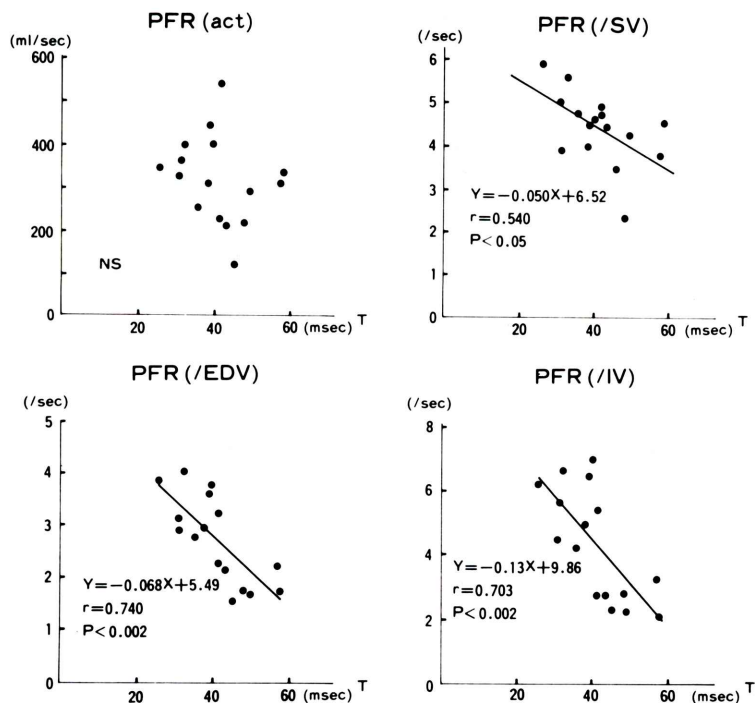 PFR (act)
(ml/sec)
600
400
200
0
NS
20 40 60 (msec) T
PFR (/SV)
(/sec)
6
5
4
3
2
1
0
Y=-0.050X+6.52
r=0.540
P<0.05
20 40 60 (msec) T
PFR (/EDV)
(/sec)
5
4
3
2
1
0
Y=-0.068X+5.49
r=0.740
P<0.002
20 40 60 (msec) T
PFR (/IV)
(/sec)
8
6
4
2
0
Y=-0.13X+9.86
r=0.703
P<0.002
20 40 60 (msec) T